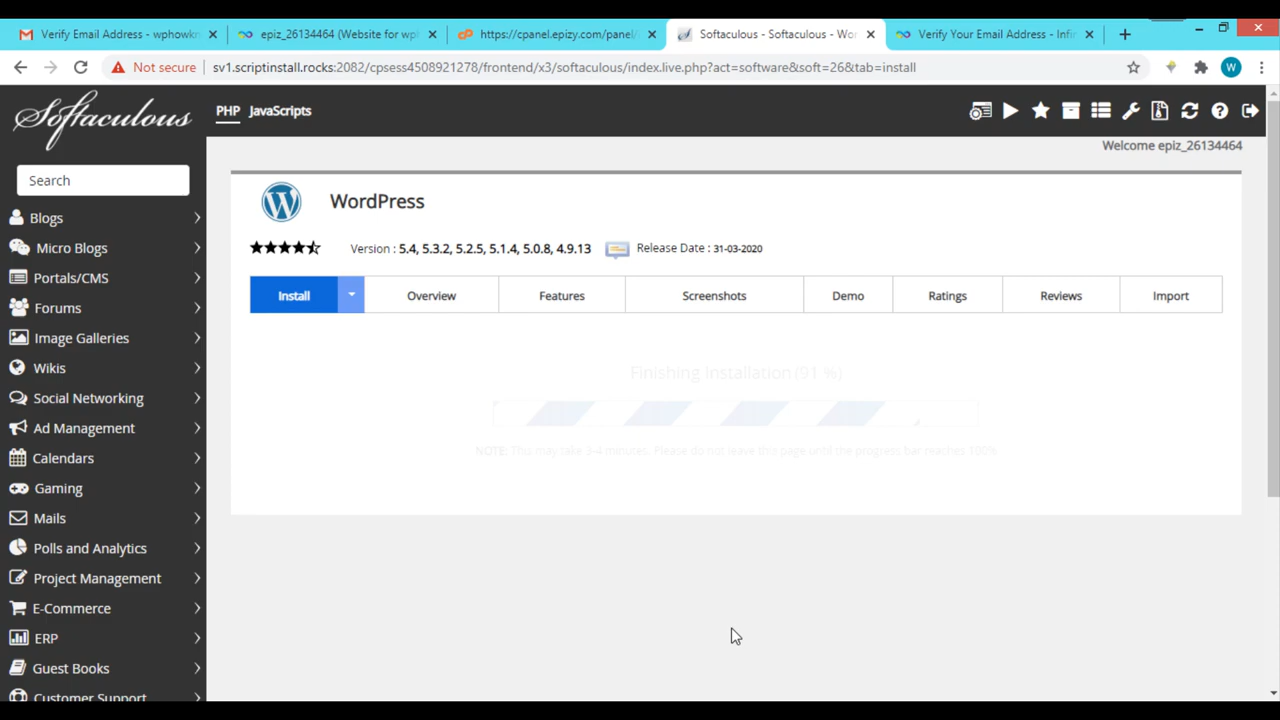 Verify Email Address - wphowkn
epiz_26134464 (Website for wpl
https://cpanel.epizy.com/panel/
Softaculous - Softaculous - Wor
Verify Your Email Address - Infin
Not secure
sv1.scriptinstall.rocks:2082/cpsess4508921278/frontend/x3/softaculous/index.live.php?act=software&soft=26&tab=install
W
Softaculous
PHP
JavaScripts
Welcome epiz_26134464
Search
WordPress
Version : 5.4, 5.3.2, 5.2.5, 5.1.4, 5.0.8, 4.9.13
Release Date : 31-03-2020
Install
Overview
Features
Screenshots
Demo
Ratings
Reviews
Import
Finishing Installation (91 %)
NOTE: This may take 3-4 minutes. Please do not leave this page until the progress bar reaches 100%
Blogs
Micro Blogs
Portals/CMS
Forums
Image Galleries
Wikis
Social Networking
Ad Management
Calendars
Gaming
Mails
Polls and Analytics
Project Management
E-Commerce
ERP
Guest Books
Customer Support